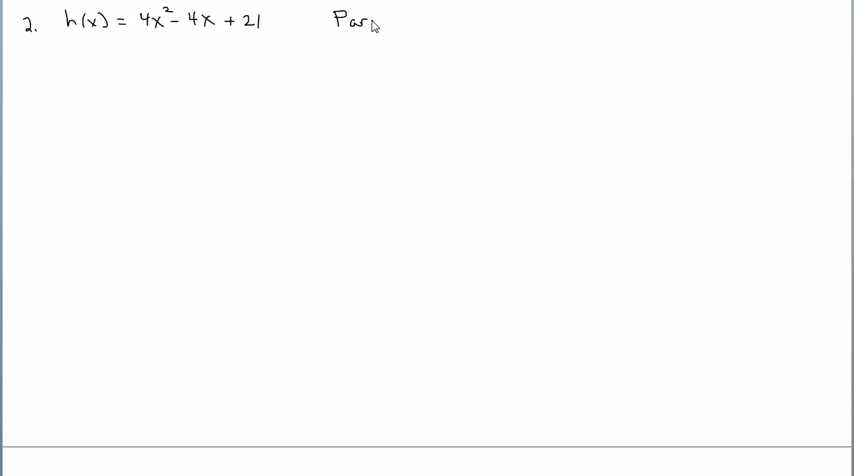 2. h(x) = 4x² - 4x + 21 Par